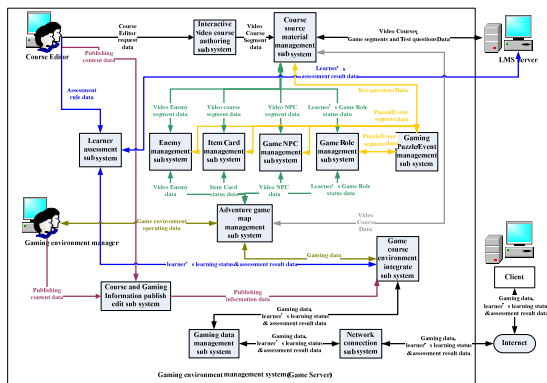 Course Editor
Course
Editor
request
data
Interactive
video course
authoring
sub system
Video
Course
Segment
data
Course
source
material
management
sub system
Video Course,
Game segments and Test questions Data
LMS Server
Publishing
content data
Learner's
assessment result data
Test questions Data
Assessment
rule data
Video Enemy
segment data
Video course
segment data
Video NPC
segment data
Learner's Game Role
status data
Puzzle/Event
segment Data
Learner
assessment
sub system
Enemy
management
sub system
Item Card
management
sub system
Game NPC
management
sub system
Game Role
management
sub system
Puzzle/Event
segment Data
Gaming
Puzzle/Event
management
sub system
Video Enemy
data
Item Card
status data
Video NPC
data
Learner's Game Role
status data
Gaming environment manager
Game environment
operating data
Adventure game
map
management
sub system
Video
Course
Data
Gaming data
Game
course
environment
integrate
sub system
learner's learning status & assessment result data
Publishing
content data
Course and Gaming
Information publish
edit sub system
Publishing
information data
Client
Gaming data,
learner's learning status
& assessment result data
Gaming data,
learner's learning status
& assessment result data
Gaming data
management
sub system
Gaming data,
learner's learning status
& assessment result data
Network
connection
sub system
Gaming data,
learner's learning status
& assessment result data
Internet
Gaming environment management system (Game Server)